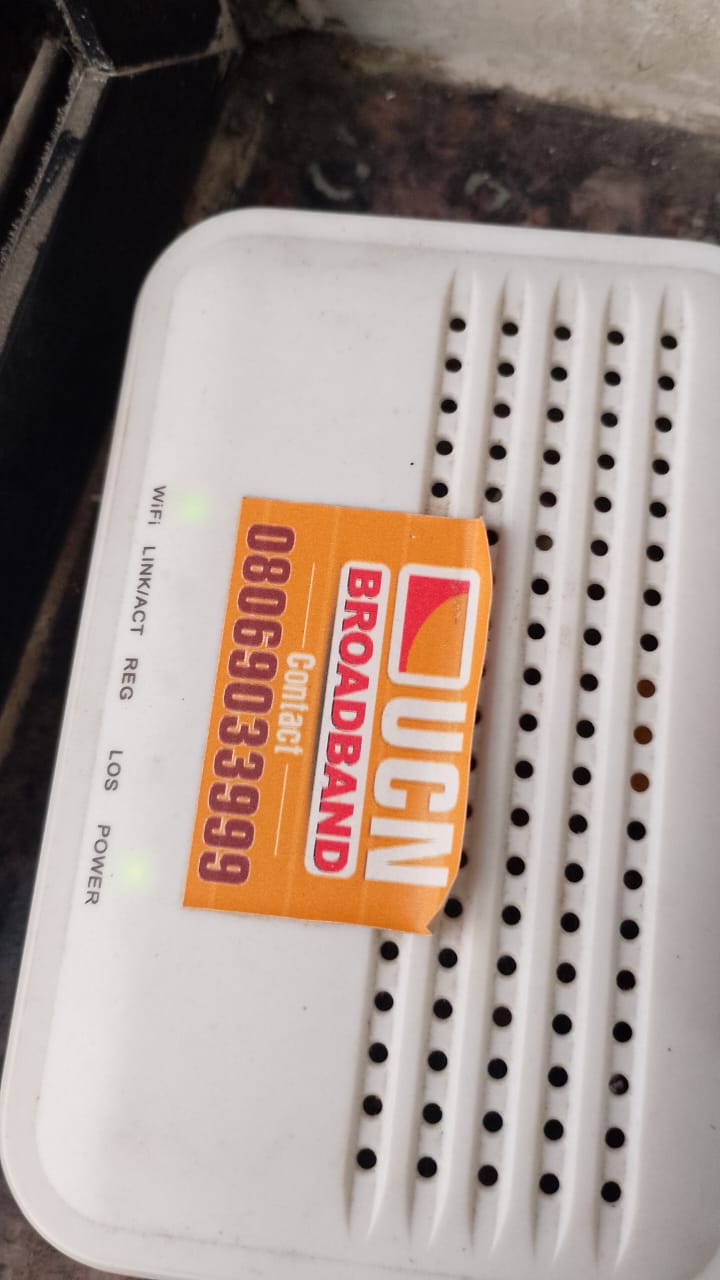 UCN
BROADBAND
Contact
08069033999
WiFi LINK/ACT REG LOS POWER